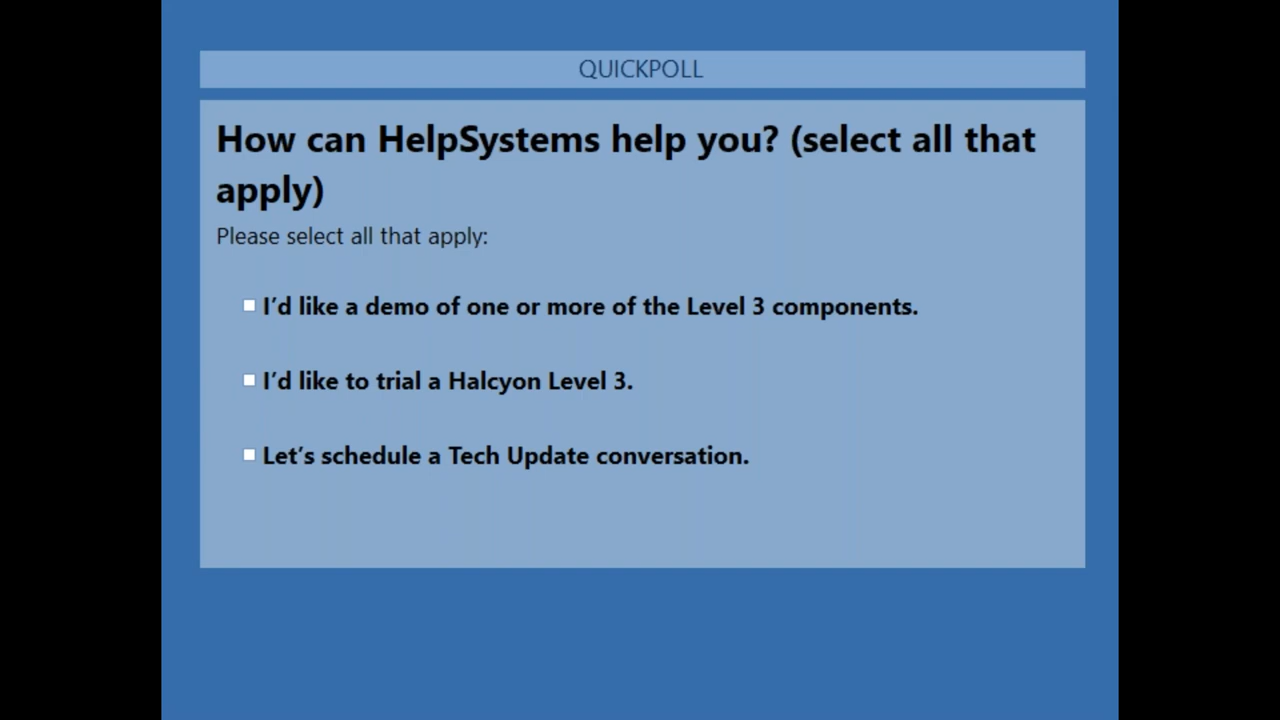 QUICKPOLL
How can HelpSystems help you? (select all that
apply)
Please select all that apply:
I’d like a demo of one or more of the Level 3 components.
I’d like to trial a Halcyon Level 3.
Let’s schedule a Tech Update conversation.